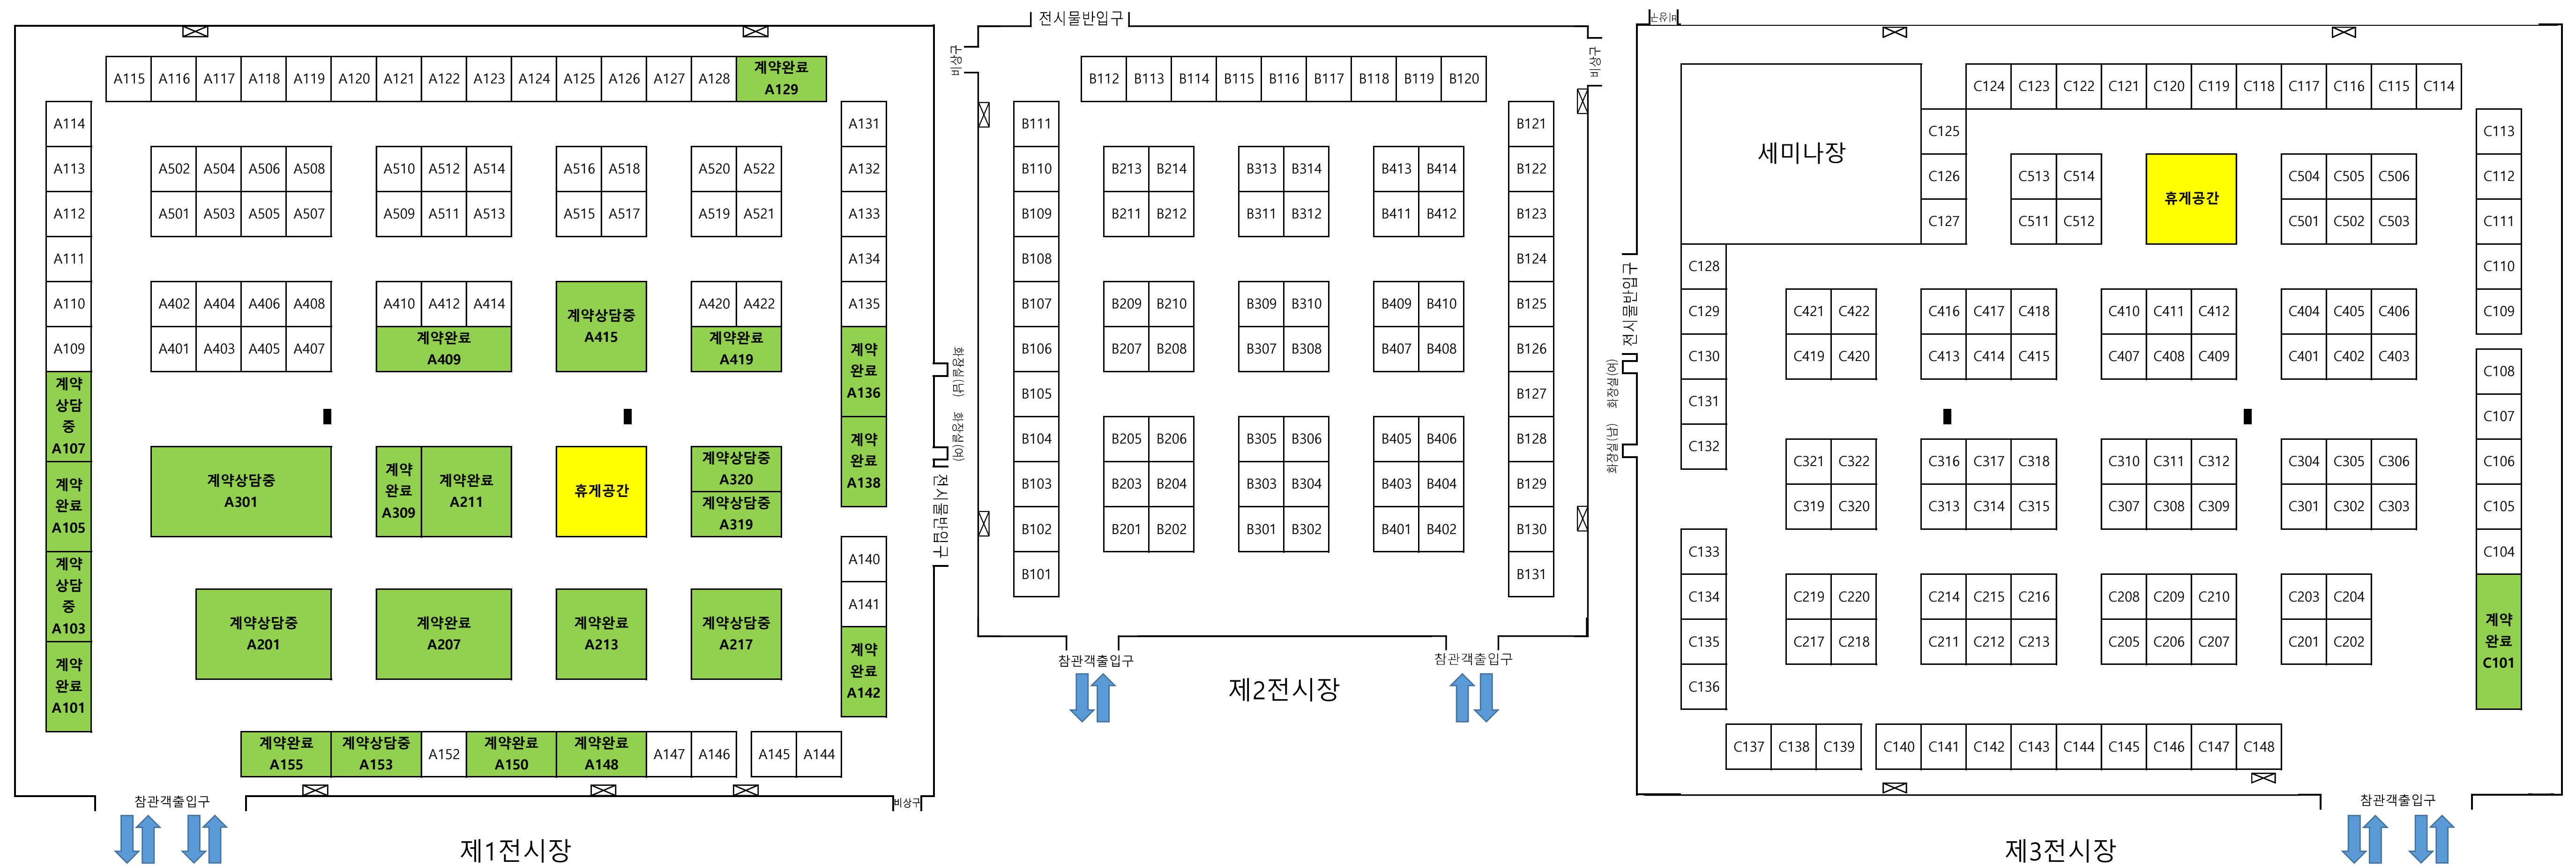 전시물반입구
비상구
A115 A116 A117 A118 A119 A120 A121 A122 A123 A124 A125 A126 A127 A128 계약완료
A129
A114
A113
A112
A111
A110
A109
계약
상담
중
A107
계약
완료
A105
계약
상담
중
A103
계약
완료
A101
A502 A504 A506 A508 A510 A512 A514 A516 A518 A520 A522
A501 A503 A505 A507 A509 A511 A513 A515 A517 A519 A521
A402 A404 A406 A408 A410 A412 A414 A420 A422
A401 A403 A405 A407
계약완료
A409
계약상담중
A415
계약완료
A419
계약상담중
A301
계약
완료
A309
계약완료
A211
휴게공간
계약상담중
A320
계약상담중
A319
계약상담중
A201
계약완료
A207
계약완료
A213
계약상담중
A217
A131
A132
A133
A134
A135
계약
완료
A136
계약
완료
A138
A140
A141
계약
완료
A142
계약완료
A155
계약상담중
A153
A152
계약완료
A150
계약완료
A148
A147 A146 A145 A144
참관객출입구
비상구
제1전시장
화장실(남)
화장실(여)
전시물반입구
비상구
B112 B113 B114 B115 B116 B117 B118 B119 B120
B111
B110
B109
B108
B107
B106
B105
B104
B103
B102
B101
B213 B214 B313 B314 B413 B414
B211 B212 B311 B312 B411 B412
B209 B210 B309 B310 B409 B410
B207 B208 B307 B308 B407 B408
B205 B206 B305 B306 B405 B406
B203 B204 B303 B304 B403 B404
B201 B202 B301 B302 B401 B402
B121
B122
B123
B124
B125
B126
B127
B128
B129
B130
B131
참관객출입구
참관객출입구
제2전시장
비상구
전시물반입구
화장실(여)
화장실(남)
세미나장
C124 C123 C122 C121 C120 C119 C118 C117 C116 C115 C114
C125
C126
C127
C128
C129
C130
C131
C132
C133
C134
C135
C136
C513 C514
C511 C512
휴게공간
C504 C505 C506
C501 C502 C503
C421 C422 C416 C417 C418 C410 C411 C412 C404 C405 C406
C419 C420 C413 C414 C415 C407 C408 C409 C401 C402 C403
C321 C322 C316 C317 C318 C310 C311 C312 C304 C305 C306
C319 C320 C313 C314 C315 C307 C308 C309 C301 C302 C303
C219 C220 C214 C215 C216 C208 C209 C210 C203 C204
C217 C218 C211 C212 C213 C205 C206 C207 C201 C202
C113
C112
C111
C110
C109
C108
C107
C106
C105
C104
계약
완료
C101
C137 C138 C139 C140 C141 C142 C143 C144 C145 C146 C147 C148
참관객출입구
제3전시장